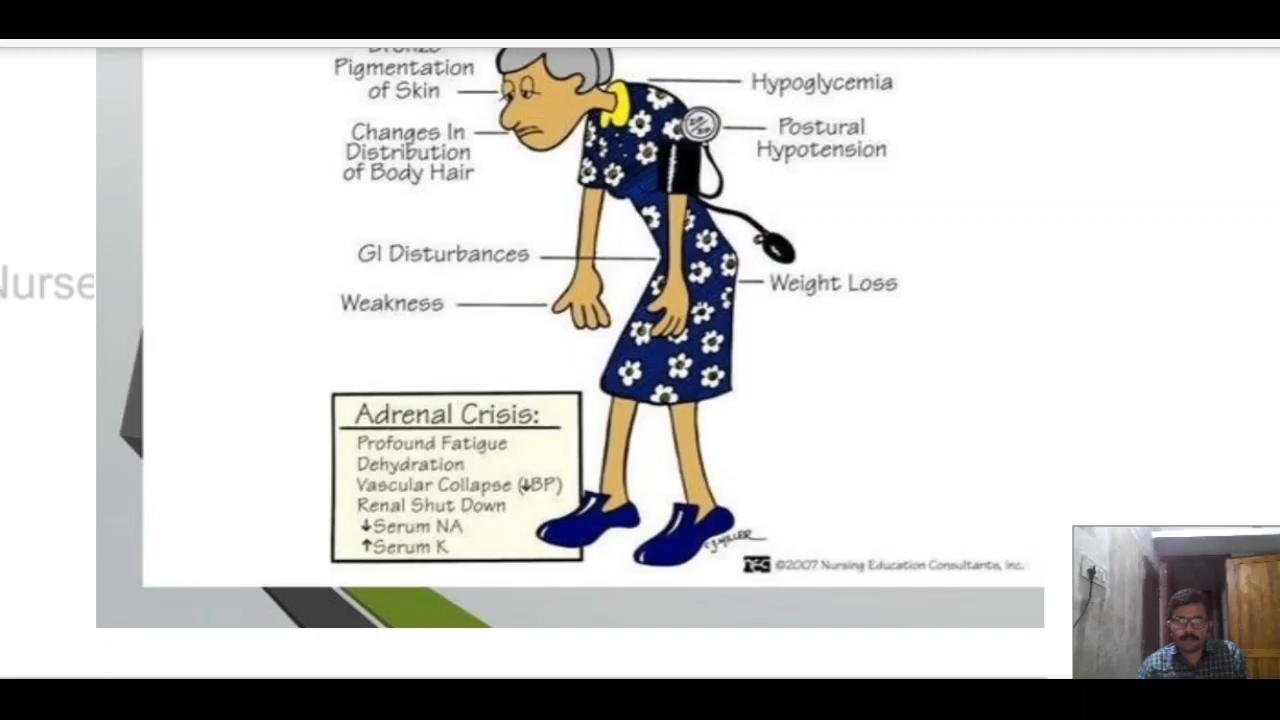 Pigmentation
of Skin
Changes In
Distribution
of Body Hair
GI Disturbances
Weakness
Hypoglycemia
Postural
Hypotension
Weight Loss
Nurse
Adrenal Crisis:
Profound Fatigue
Dehydration
Vascular Collapse (↓BP)
Renal Shut Down
↓Serum NA
↑Serum K
©2007 Nursing Education Consultants, Inc.